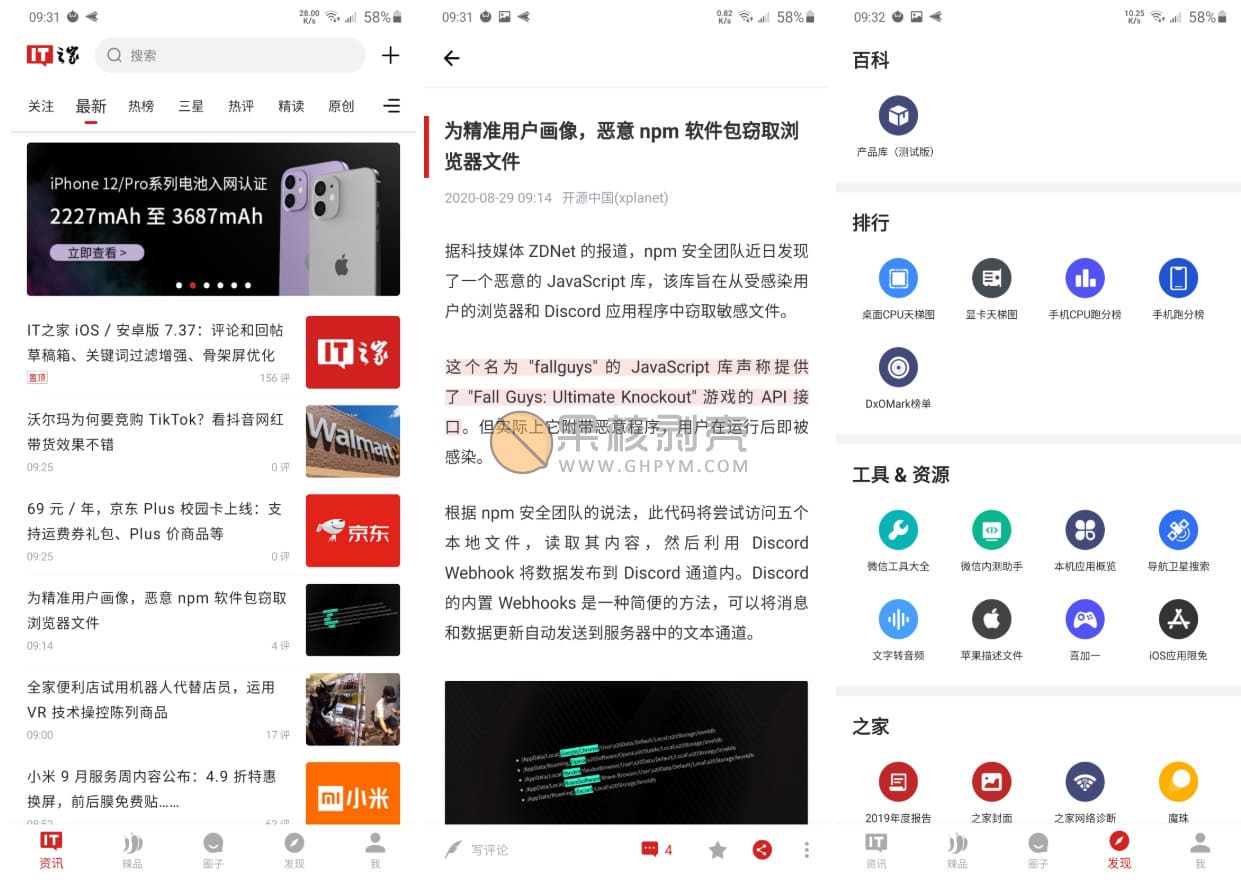 09:31
28.00
K/s
58%
IT之家
搜索
关注 最新 热榜 三星 热评 精读 原创
iPhone 12/Pro系列电池入网认证
2227mAh 至 3687mAh
立即查看 >
IT之家 iOS / 安卓版 7.37：评论和回帖
草稿箱、关键词过滤增强、骨架屏优化
置顶
156 评
IT之家
沃尔玛为何要竞购 TikTok？看抖音网红
带货效果不错
09:25
0 评
Walmart
69 元 / 年，京东 Plus 校园卡上线：支
持运费券礼包、Plus 价商品等
09:25
0 评
京东
为精准用户画像，恶意 npm 软件包窃取
浏览器文件
09:14
4 评
全家便利店试用机器人代替店员，运用
VR 技术操控陈列商品
09:00
17 评
小米 9 月服务周内容公布：4.9 折特惠
换屏，前后膜免费贴……
08:52
63 评
mi小米
IT
资讯 辣品 圈子 发现 我
09:31
0.82
K/s
58%
为精准用户画像，恶意 npm 软件包窃取浏
览器文件
2020-08-29 09:14 开源中国(xplanet)
据科技媒体 ZDNet 的报道，npm 安全团队近日发现
了一个恶意的 JavaScript 库，该库旨在从受感染用
户的浏览器和 Discord 应用程序中窃取敏感文件。
这个名为 "fallguys" 的 JavaScript 库声称提供
了 "Fall Guys: Ultimate Knockout" 游戏的 API 接
口。但实际上它附带恶意程序，用户在运行后即被
感染。
果核剥壳
WWW.GHPYM.COM
根据 npm 安全团队的说法，此代码将尝试访问五个
本地文件，读取其内容，然后利用 Discord
Webhook 将数据发布到 Discord 通道内。Discord
的内置 Webhooks 是一种简便的方法，可以将消息
和数据更新自动发送到服务器中的文本通道。
写评论
4
09:32
10.25
K/s
58%
百科
产品库（测试版）
排行
桌面CPU天梯图 显卡天梯图 手机CPU跑分榜 手机跑分榜
DxOMark榜单
工具 & 资源
微信工具大全 微信内测助手 本机应用概览 导航卫星搜索
文字转音频 苹果描述文件 喜加一 iOS应用限免
之家
2019年度报告 之家封面 之家网络诊断 魔珠
IT
资讯 辣品 圈子 发现 我